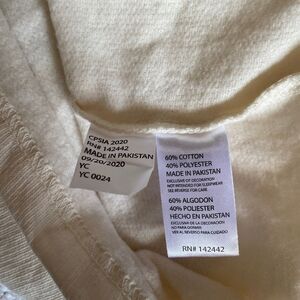 CPSIA 2020
RN# 142442
MADE IN PAKISTAN
09/20/2020
YC
YC 0024
60% COTTON
40% POLYESTER
MADE IN PAKISTAN
EXCLUSIVE OF DECORATION
NOT INTENDED FOR SLEEPWEAR
SEE REVERSE FOR CARE
60% ALGODON
40% POLIESTER
HECHO EN PAKISTAN
EXCLUSIVA DE LA DECORACION
NO PARA DORMIR
VER AL REVERSO PARA EL CUIDADO
RN# 142442